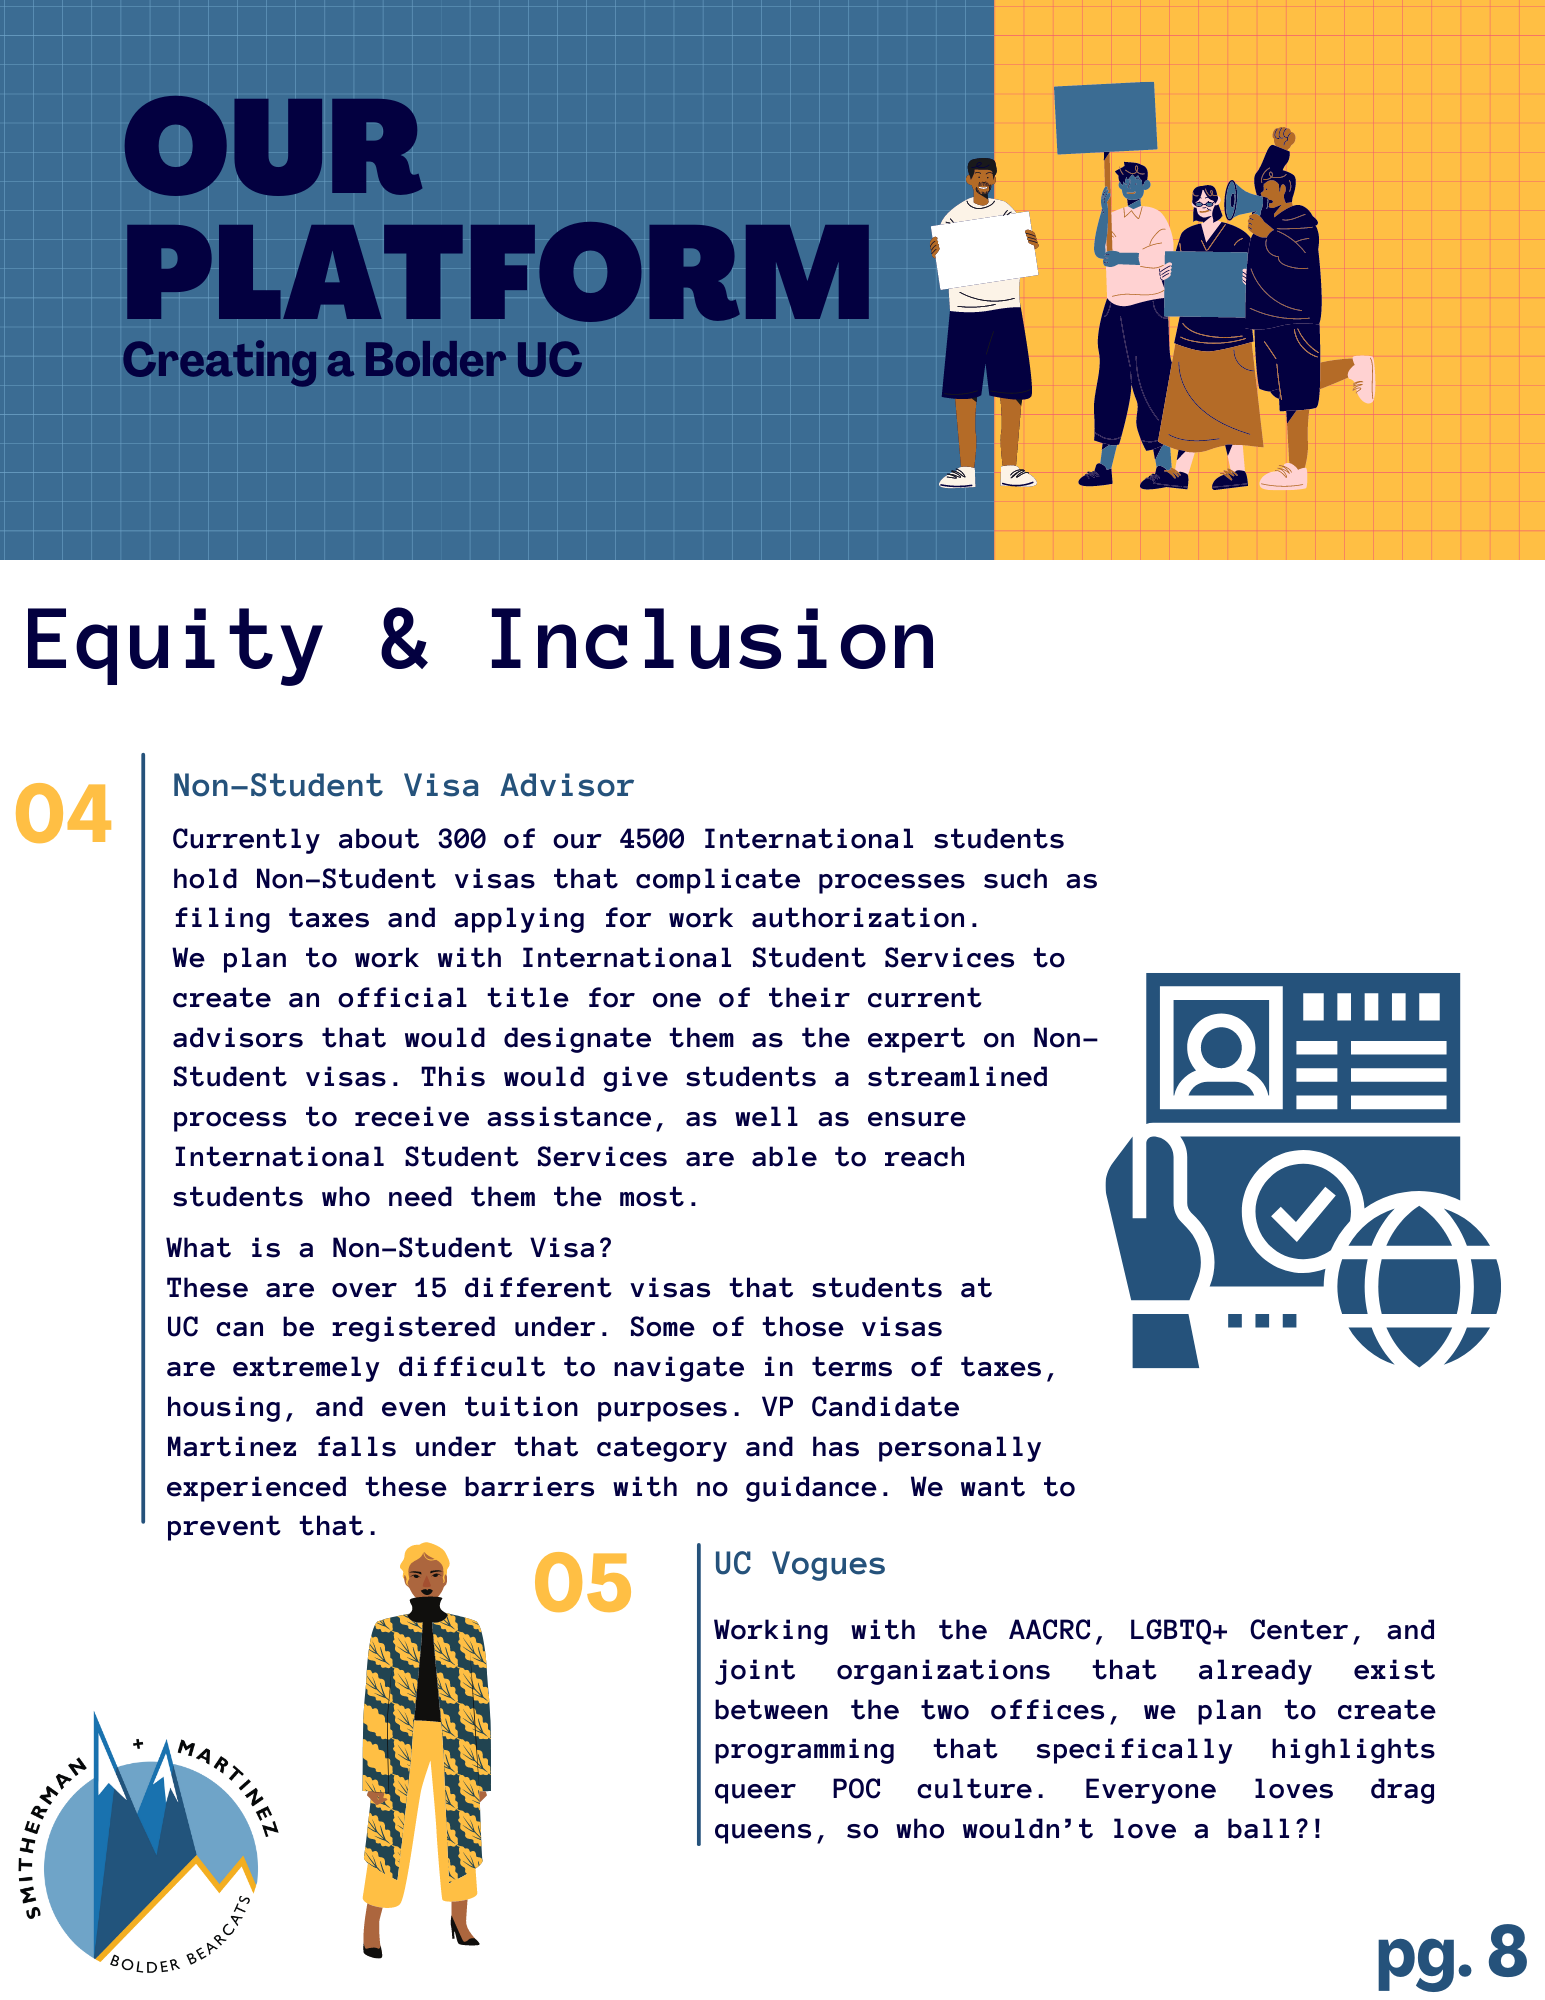 OUR
PLATFORM
Creating a Bolder UC
Equity & Inclusion
04
Non-Student Visa Advisor
Currently about 300 of our 4500 International students
hold Non-Student visas that complicate processes such as
filing taxes and applying for work authorization.
We plan to work with International Student Services to
create an official title for one of their current
advisors that would designate them as the expert on Non-
Student visas. This would give students a streamlined
process to receive assistance, as well as ensure
International Student Services are able to reach
students who need them the most.
What is a Non-Student Visa?
These are over 15 different visas that students at
UC can be registered under. Some of those visas
are extremely difficult to navigate in terms of taxes,
housing, and even tuition purposes. VP Candidate
Martinez falls under that category and has personally
experienced these barriers with no guidance. We want to
prevent that.
05
UC Vogues
Working with the AACRC, LGBTQ+ Center, and
joint organizations that already exist
between the two offices, we plan to create
programming that specifically highlights
queer POC culture. Everyone loves drag
queens, so who wouldn’t love a ball?!
SMITHERMAN + MARTINEZ
BOLDER BEARCATS
pg. 8